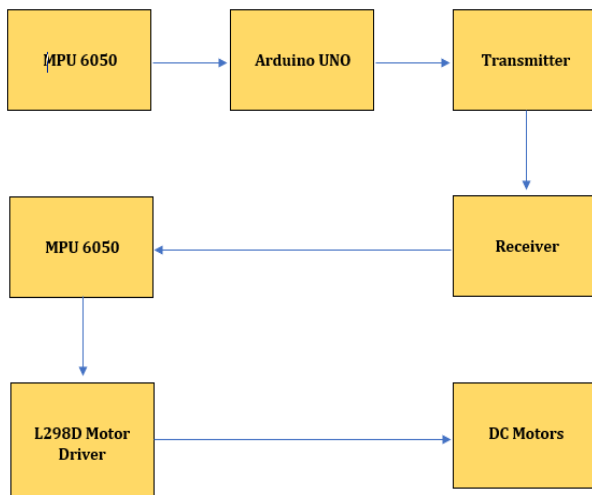 MPU 6050
Arduino UNO
Transmitter
MPU 6050
Receiver
L298D Motor
Driver
DC Motors